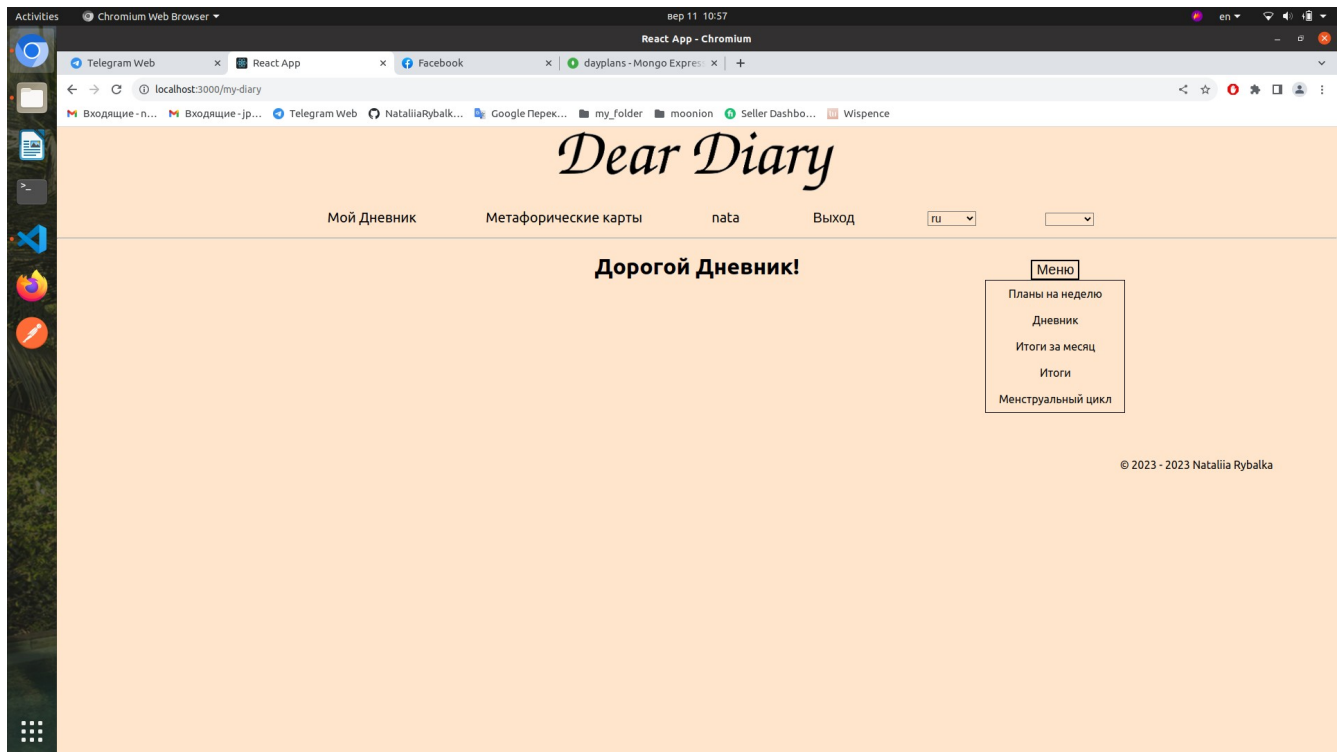 Activities Chromium Web Browser вер 11 10:57 en
React App - Chromium
Telegram Web React App Facebook dayplans - Mongo Expres
localhost:3000/my-diary
Входящие - n... Входящие - jp... Telegram Web NataliiaRybalk... Google Перек... my_folder moonion Seller Dashbo... Wispence
Dear Diary
Мой Дневник Метафорические карты nata Выход ru
Дорогой Дневник!
Меню
Планы на неделю
Дневник
Итоги за месяц
Итоги
Менструальный цикл
© 2023 - 2023 Nataliia Rybalka